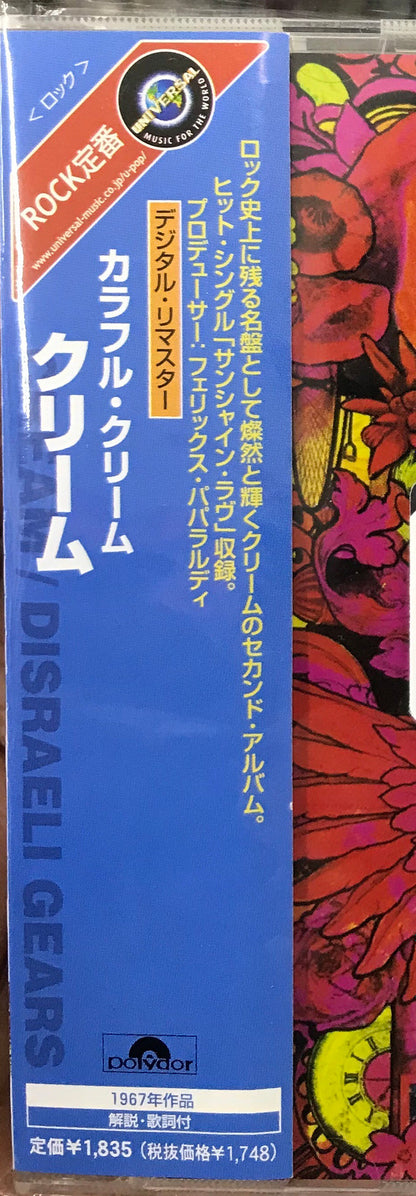 ＜ロック＞
ROCK定番
www.universal-music.co.jp/u-pop/
UNIVERSAL
MUSIC FOR THE WORLD
ロック史上に残る名盤として燦然と輝くクリームのセカンド・アルバム。
ヒット・シングル「サンシャイン・ラヴ」収録。
プロデューサー：フェリックス・パパラルディ
デジタル・リマスター
カラフル・クリーム
クリーム
/ DISRAELI GEARS
polydor
1967年作品
解説・歌詞付
定価¥1,835（税抜価格¥1,748）